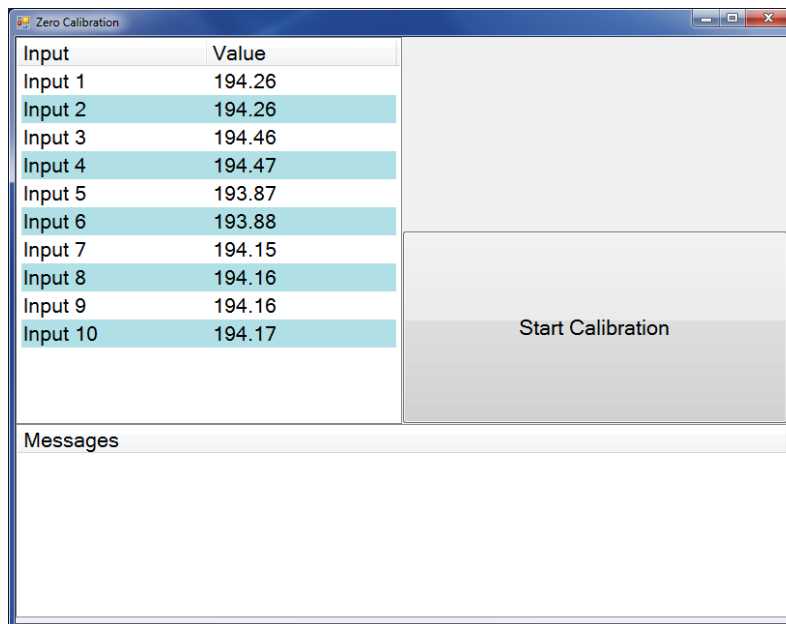 Zero Calibration
Input Value
Input 1 194.26
Input 2 194.26
Input 3 194.46
Input 4 194.47
Input 5 193.87
Input 6 193.88
Input 7 194.15
Input 8 194.16
Input 9 194.16
Input 10 194.17
Start Calibration
Messages